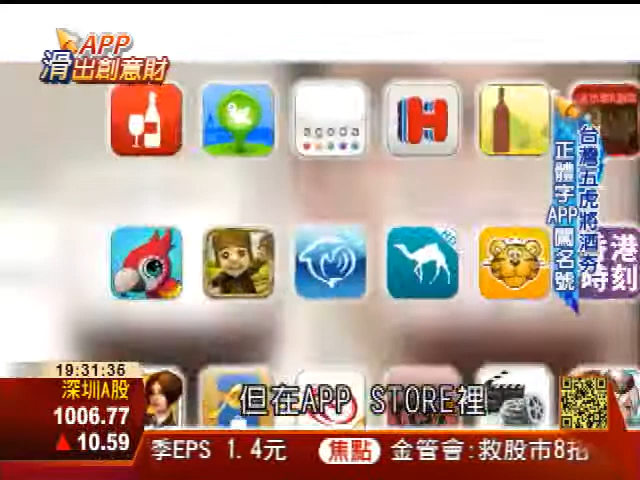 APP
滑出創意財
agoda
H
台灣五虎將酒夯
正體字APP闖名號
港
時刻
但在APP STORE裡
19:31:36
深圳A股
1006.77
▲10.59
季EPS 1.4元 焦點 金管會:救股市8招